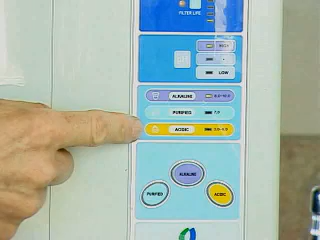 FILTER LIFE
HIGH
LOW
ALKALINE
PURIFIED
7.0
ACIDIC
ALKALINE
PURIFIED
ACIDIC